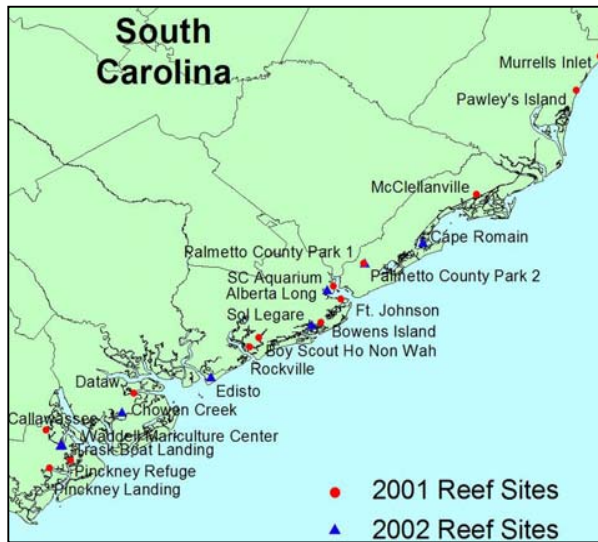 South
Carolina
Murrells Inlet
Pawley's Island
McClellanville
Cape Romain
Palmetto County Park 1
Palmetto County Park 2
SC Aquarium
Alberta Long
Ft. Johnson
Sol Legare
Bowens Island
Boy Scout Ho Non Wah
Rockville
Edisto
Dataw
Chowen Creek
Callawassee
Waddell Mariculture Center
Trask Boat Landing
Pinckney Refuge
Pinckney Landing
2001 Reef Sites
2002 Reef Sites